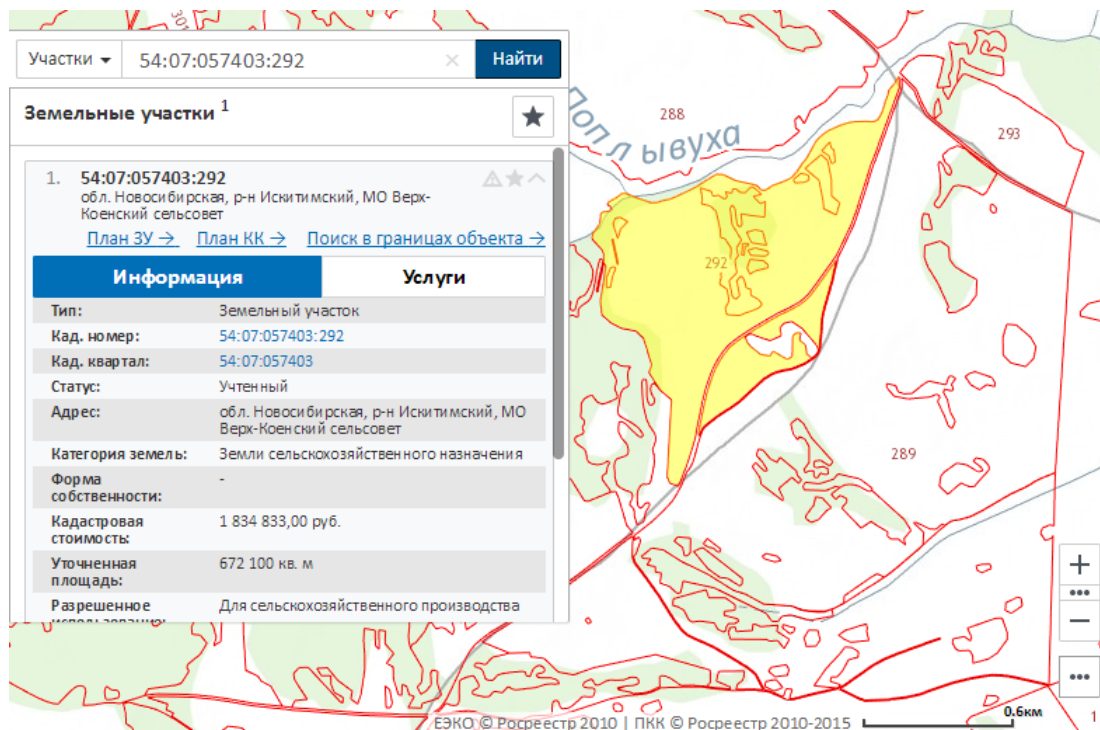 301
Участки
54:07:057403:292
×
Найти
Земельные участки 1
1. 54:07:057403:292
обл. Новосибирская, р-н Искитимский, МО Верх-
Коенский сельсовет
План ЗУ → План КК → Поиск в границах объекта →
Информация Услуги
Тип: Земельный участок
Кад. номер: 54:07:057403:292
Кад. квартал: 54:07:057403
Статус: Учтенный
Адрес: обл. Новосибирская, р-н Искитимский, МО
Верх-Коенский сельсовет
Категория земель: Земли сельскохозяйственного назначения
Форма
собственности: -
Кадастровая
стоимость: 1 834 833,00 руб.
Уточненная
площадь: 672 100 кв. м
Разрешенное Для сельскохозяйственного производства
использование:
Поплывуха
288
293
292
289
+
•••
−
•••
0.6км
1
ЕЭКО © Росреестр 2010 | ПКК © Росреестр 2010-2015